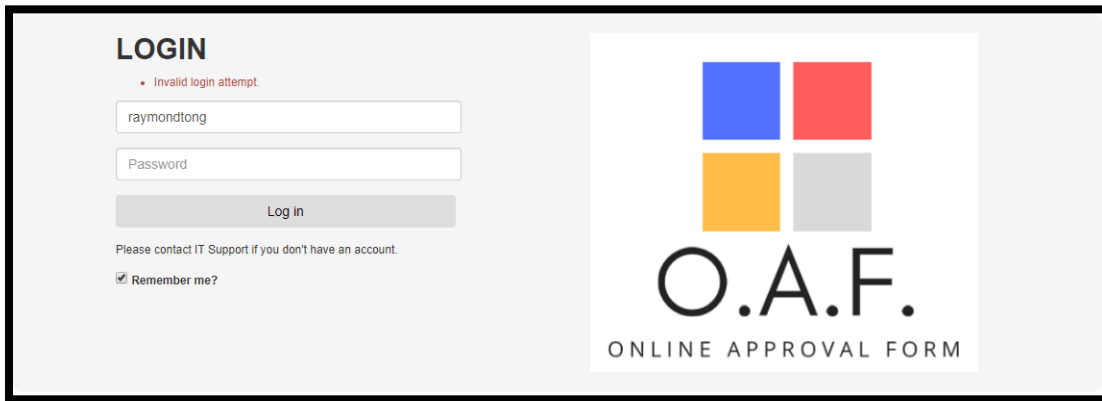 LOGIN
Invalid login attempt.
raymondtong
Password
Log in
Please contact IT Support if you don't have an account.
Remember me?
O.A.F.
ONLINE APPROVAL FORM